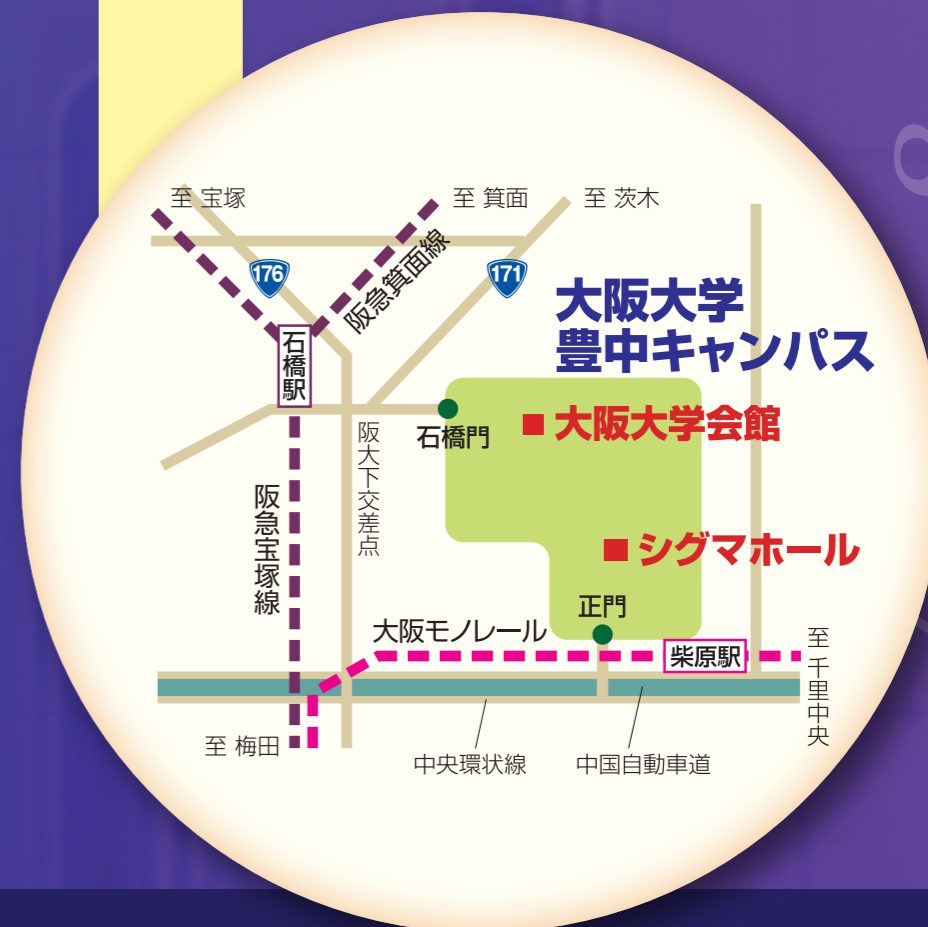 至 宝塚
至 箕面
至 茨木
176
阪急箕面線
171
大阪大学
豊中キャンパス
石橋駅
石橋門
大阪大学会館
阪大下交差点
阪急宝塚線
シグマホール
正門
大阪モノレール
柴原駅
至 千里中央
至 梅田
中央環状線
中国自動車道